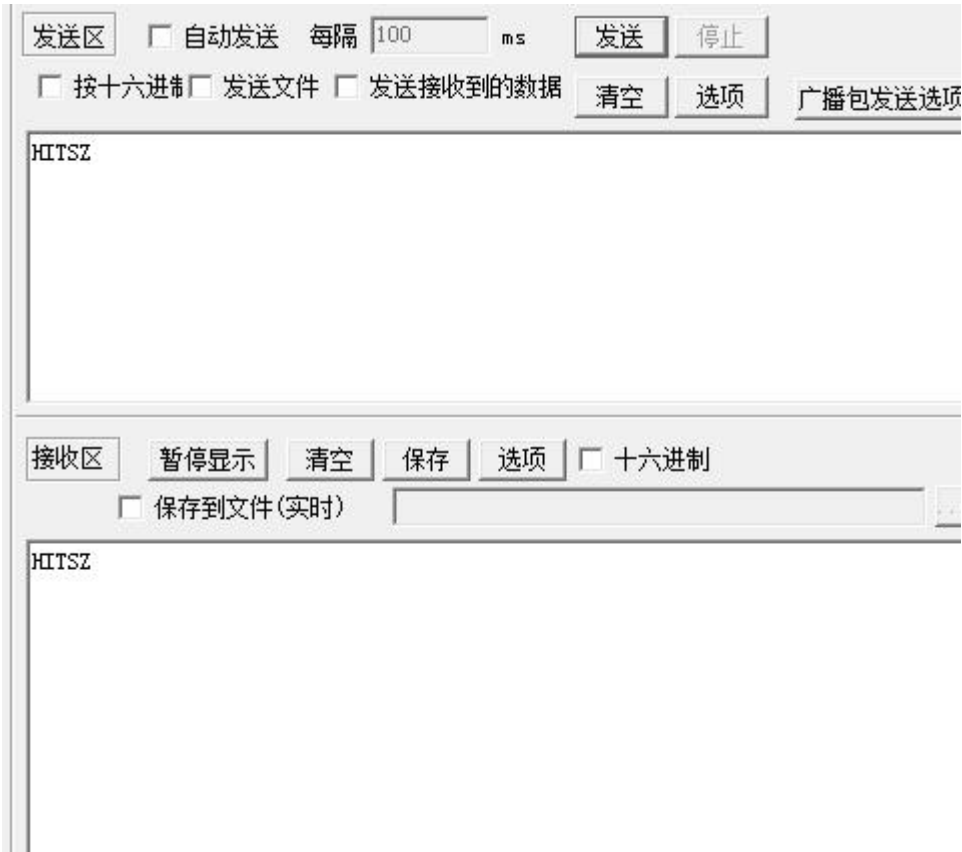 发送区 自动发送 每隔 100 ms 发送 停止
按十六进制 发送文件 发送接收到的数据 清空 选项 广播包发送选项
HITSZ
接收区 暂停显示 清空 保存 选项 十六进制
保存到文件(实时) ...
HITSZ